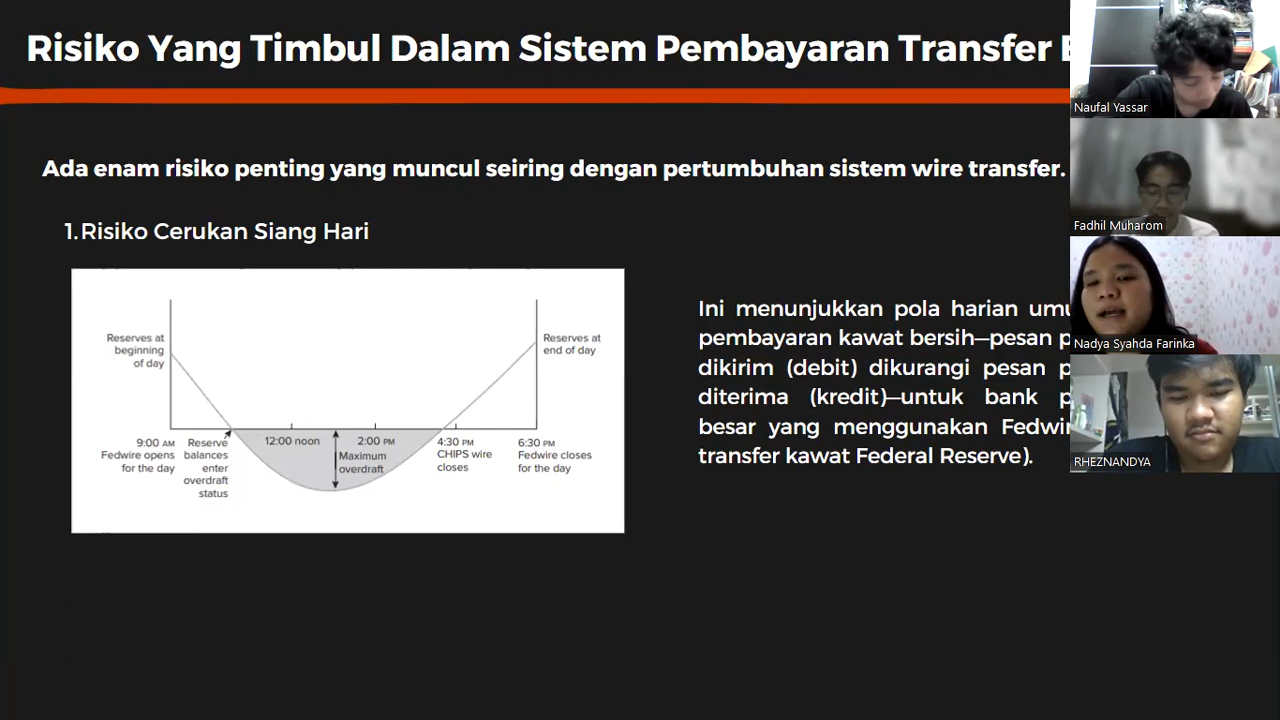 Risiko Yang Timbul Dalam Sistem Pembayaran Transfer
Ada enam risiko penting yang muncul seiring dengan pertumbuhan sistem wire transfer.
1.Risiko Cerukan Siang Hari
Reserves at
beginning
of day
Reserves at
end of day
9:00 AM
Fedwire opens
for the day
Reserve
balances
enter
overdraft
status
12:00 noon
2:00 PM
Maximum
overdraft
4:30 PM
CHIPS wire
closes
6:30 PM
Fedwire closes
for the day
Ini menunjukkan pola harian
pembayaran kawat bersih—pesan
dikirim (debit) dikurangi pesan
diterima (kredit)—untuk bank
besar yang menggunakan
transfer kawat Federal Reserve).
Naufal Yassar
Fadhil Muharom
Nadya Syahda Farinka
RHEZNANDYA